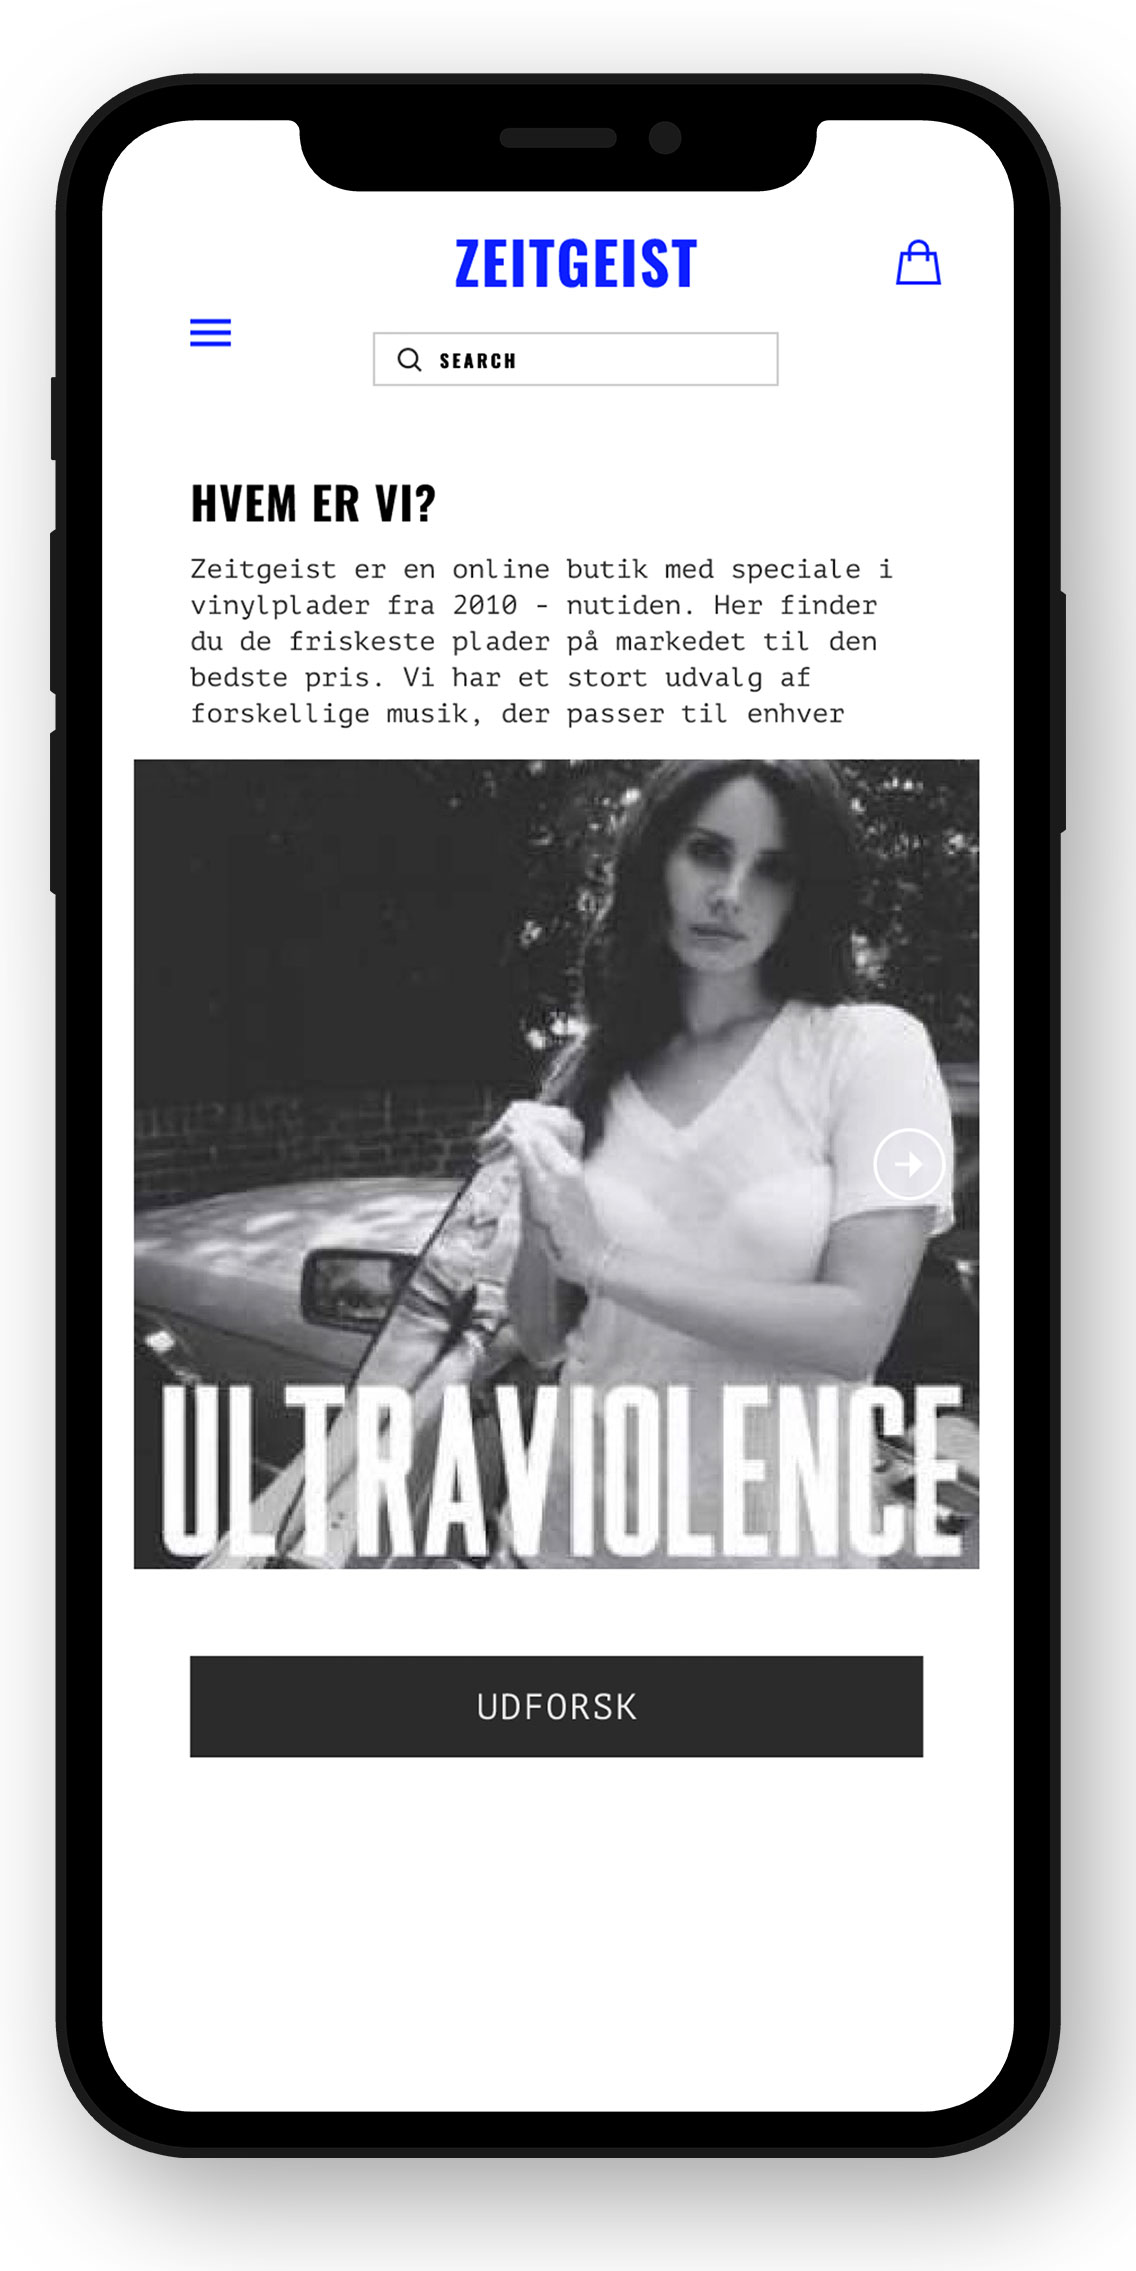 ZEITGEIST
SEARCH
HVEM ER VI?
Zeitgeist er en online butik med speciale i
vinylplader fra 2010 - nutiden. Her finder
du de friskeste plader på markedet til den
bedste pris. Vi har et stort udvalg af
forskellige musik, der passer til enhver
ULTRAVIOLENCE
UDFORSK